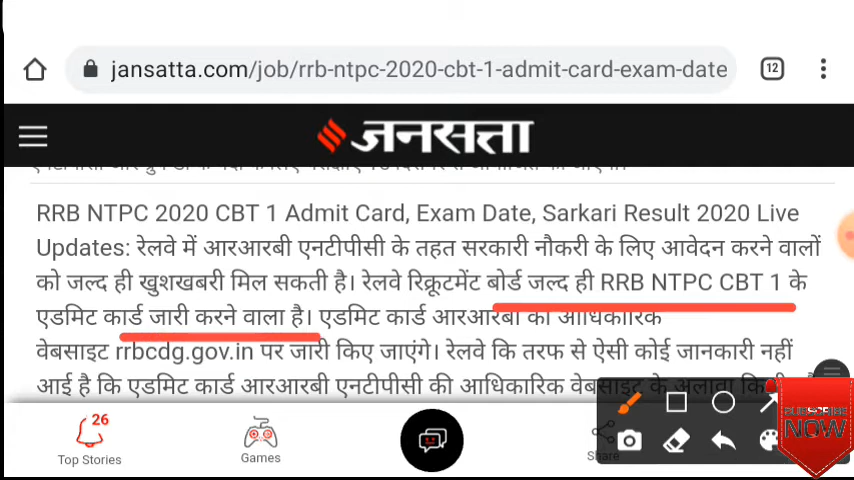 jansatta.com/job/rrb-ntpc-2020-cbt-1-admit-card-exam-date
12
जनसत्ता
RRB NTPC 2020 CBT 1 Admit Card, Exam Date, Sarkari Result 2020 Live
Updates: रेलवे में आरआरबी एनटीपीसी के तहत सरकारी नौकरी के लिए आवेदन करने वालों
को जल्द ही खुशखबरी मिल सकती है। रेलवे रिक्रूटमेंट बोर्ड जल्द ही RRB NTPC CBT 1 के
एडमिट कार्ड जारी करने वाला है। एडमिट कार्ड आरआरबी की आधिकारिक
वेबसाइट rrbcdg.gov.in पर जारी किए जाएंगे। रेलवे कि तरफ से ऐसी कोई जानकारी नहीं
आई है कि एडमिट कार्ड आरआरबी एनटीपीसी की आधिकारिक वेबसाइट के अलावा
26
Top Stories
Games
Share
SUBSCRIBE
NOW